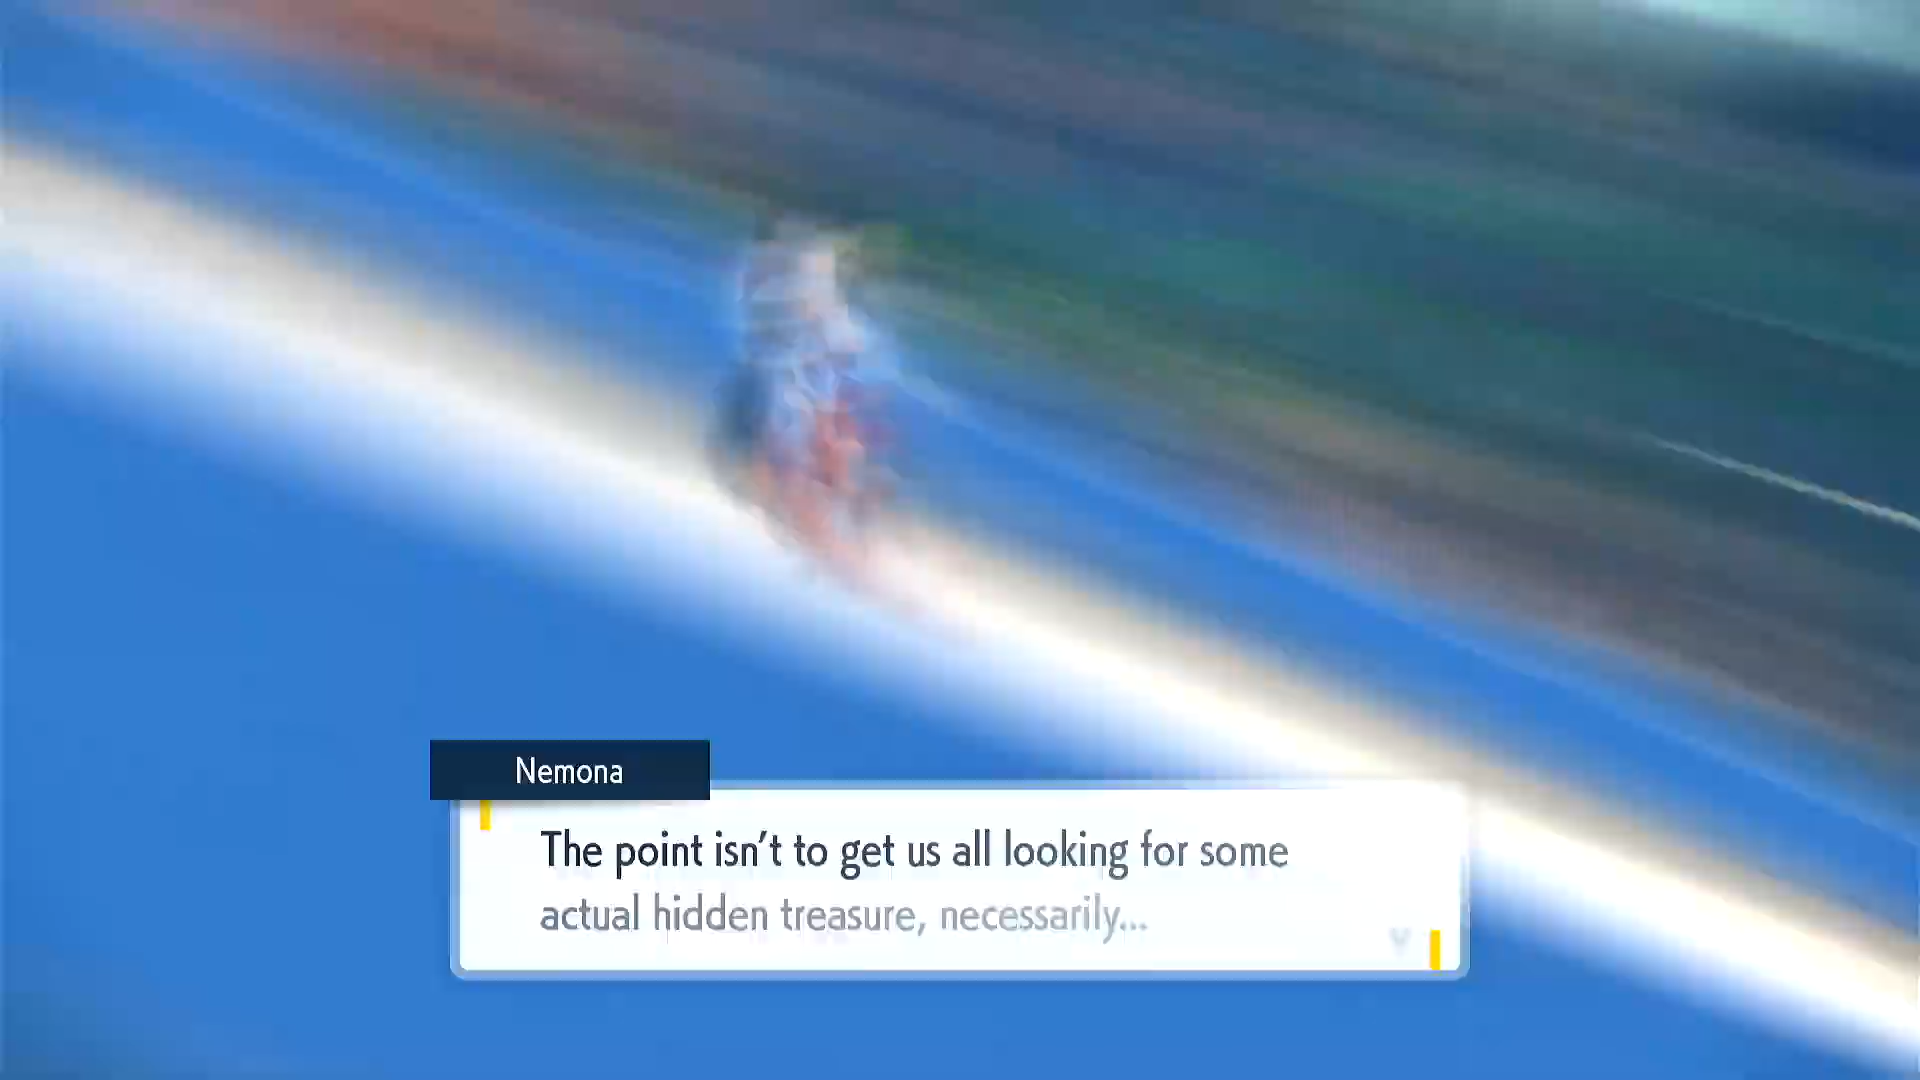 Nemona
The point isn’t to get us all looking for some
actual hidden treasure, necessarily...